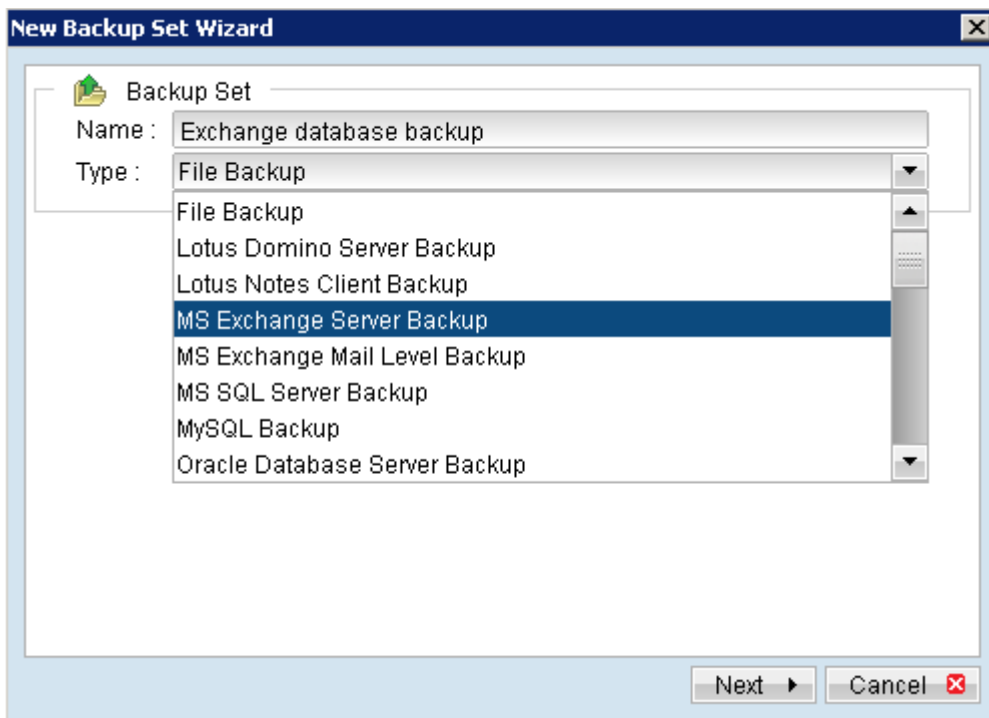 New Backup Set Wizard
Backup Set
Name : Exchange database backup
Type : File Backup
File Backup
Lotus Domino Server Backup
Lotus Notes Client Backup
MS Exchange Server Backup
MS Exchange Mail Level Backup
MS SQL Server Backup
MySQL Backup
Oracle Database Server Backup
Next Cancel